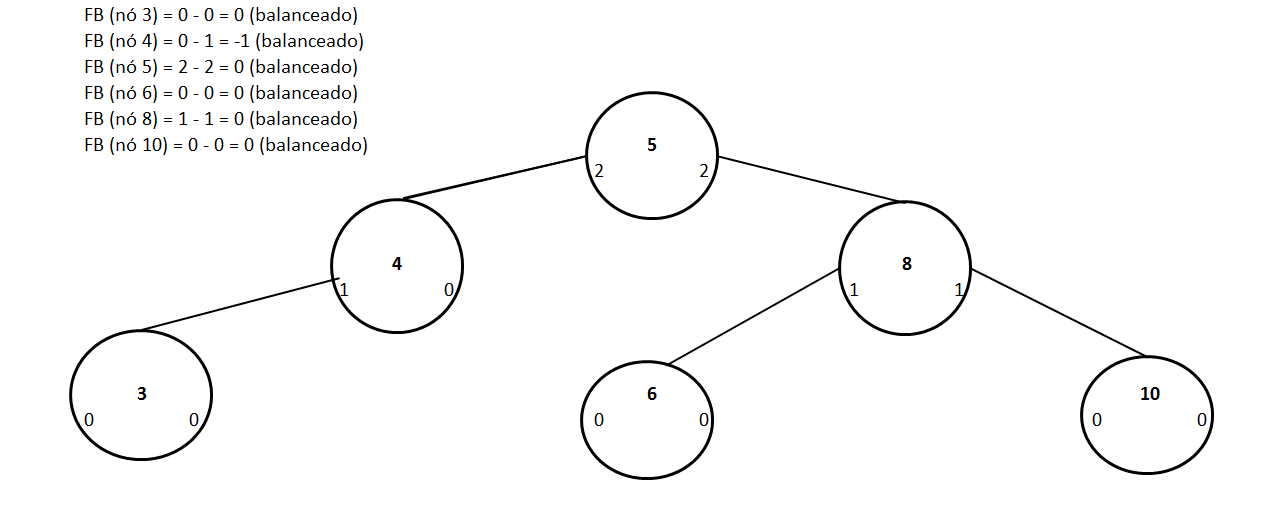 FB (nó 3) = 0 - 0 = 0 (balanceado)
FB (nó 4) = 0 - 1 = -1 (balanceado)
FB (nó 5) = 2 - 2 = 0 (balanceado)
FB (nó 6) = 0 - 0 = 0 (balanceado)
FB (nó 8) = 1 - 1 = 0 (balanceado)
FB (nó 10) = 0 - 0 = 0 (balanceado)
5
2 2
4
1 0
8
1 1
3
0 0
6
0 0
10
0 0